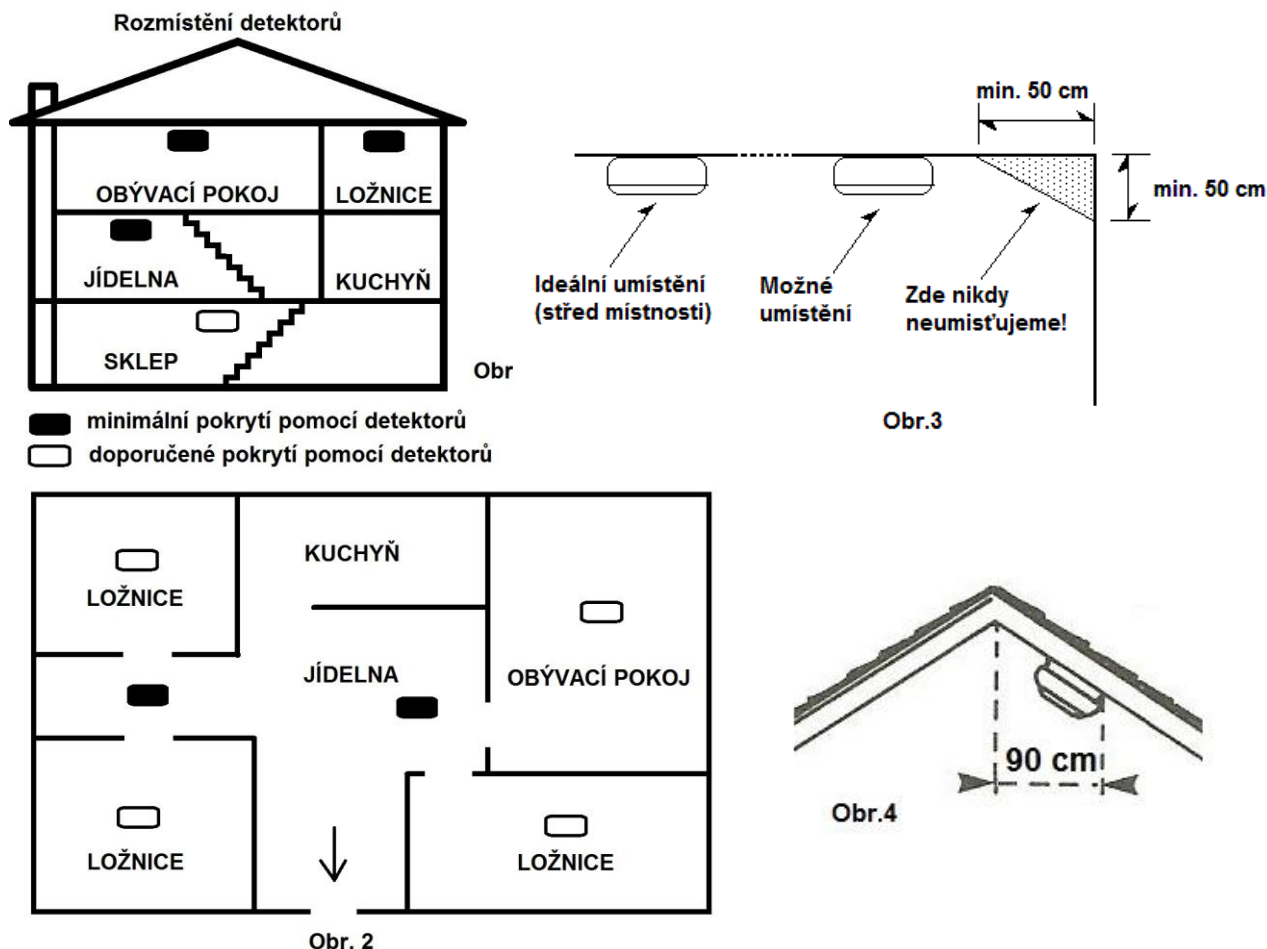 Rozmístění detektorů
OBÝVACÍ POKOJ
LOŽNICE
JÍDELNA
KUCHYŇ
SKLEP
Obr
minimální pokrytí pomocí detektorů
doporučené pokrytí pomocí detektorů
min. 50 cm
min. 50 cm
Ideální umístění
(střed místnosti)
Možné
umístění
Zde nikdy
neumisťujeme!
Obr.3
KUCHYŇ
LOŽNICE
JÍDELNA
OBÝVACÍ POKOJ
LOŽNICE
LOŽNICE
Obr. 2
90 cm
Obr.4